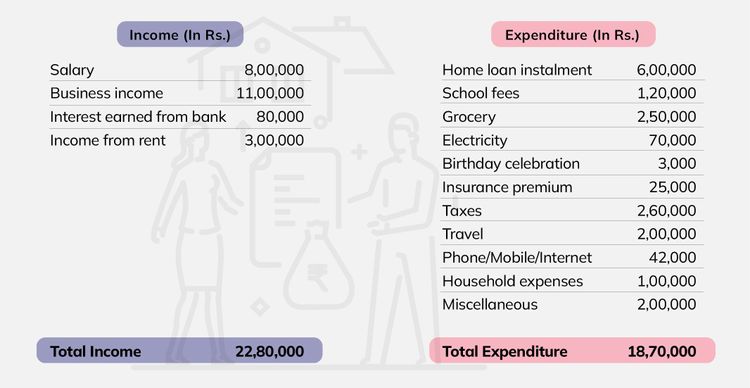 Income (In Rs.)
Salary 8,00,000
Business income 11,00,000
Interest earned from bank 80,000
Income from rent 3,00,000
Total Income 22,80,000
Expenditure (In Rs.)
Home loan instalment 6,00,000
School fees 1,20,000
Grocery 2,50,000
Electricity 70,000
Birthday celebration 3,000
Insurance premium 25,000
Taxes 2,60,000
Travel 2,00,000
Phone/Mobile/Internet 42,000
Household expenses 1,00,000
Miscellaneous 2,00,000
Total Expenditure 18,70,000
₹